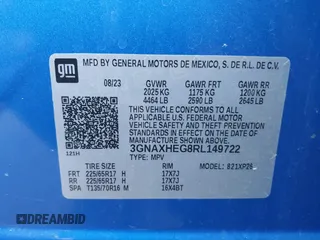 gm
MFD BY GENERAL MOTORS DE MEXICO, S. DE R.L. DE C.V.
08/23 GVWR GAWR FRT GAWR RR
2025 KG 1175 KG 1200 KG
4464 LB 2590 LB 2645 LB
THIS VEHICLE CONFORMS TO ALL APPLICABLE U.S. FEDERAL MOTOR VEHICLE SAFETY AND THEFT PREVENTION STANDARDS IN EFFECT ON THE DATE OF MANUFACTURE SHOWN ABOVE.
3GNAXHEG8RL149722
121H TYPE: MPV
TIRE SIZE RIM
FRT 225/65R17 H 17X7J
RR 225/65R17 H 17X7J
SPA T135/70R16 M 16X4BT
DREAMBID